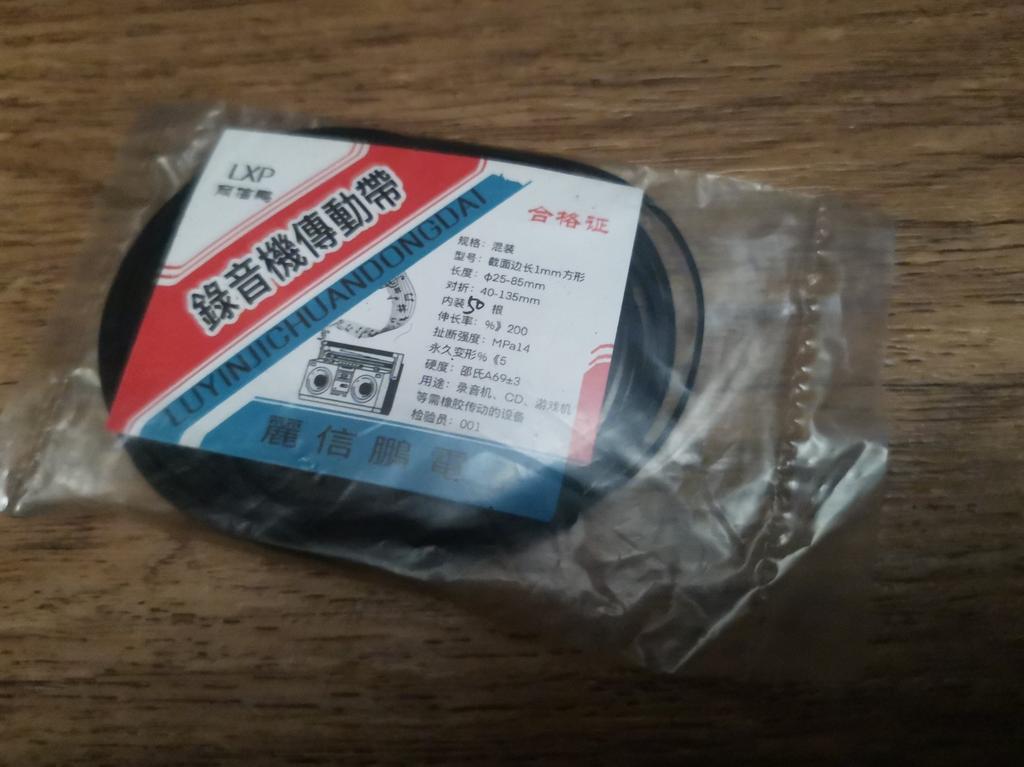 LXP
錄音機傳動帶
LUYINJICHUANDONGDAI
合格证
规格：混装
型号：截面边长1mm方形
长度：Φ25-85mm
对折：40-135mm
内装50根
伸长率：%》200
扯断强度：MPa14
永久变形%《5
硬度：邵氏A69±3
用途：录音机、CD、游戏机
等需橡胶传动的设备
检验员：001
麗信鵬電